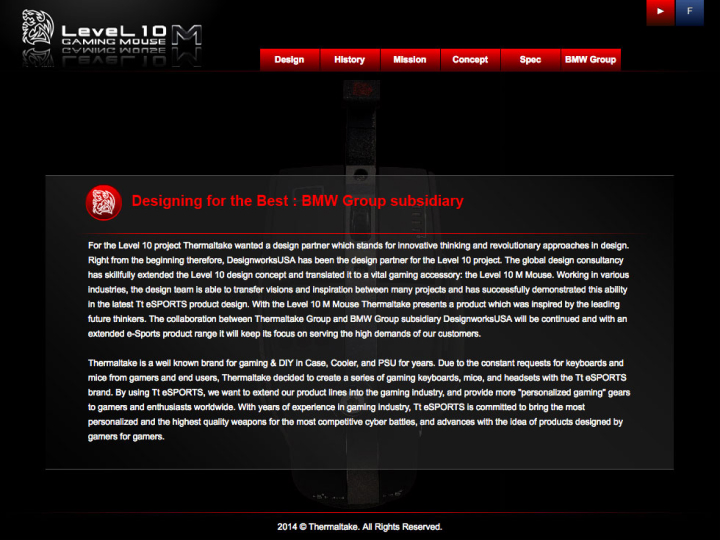 LeveL 10
GAMING MOUSE M
F
Design History Mission Concept Spec BMW Group
Designing for the Best : BMW Group subsidiary
For the Level 10 project Thermaltake wanted a design partner which stands for innovative thinking and revolutionary approaches in design.
Right from the beginning therefore, DesignworksUSA has been the design partner for the Level 10 project. The global design consultancy
has skillfully extended the Level 10 design concept and translated it to a vital gaming accessory: the Level 10 M Mouse. Working in various
industries, the design team is able to transfer visions and inspiration between many projects and has successfully demonstrated this ability
in the latest Tt eSPORTS product design. With the Level 10 M Mouse Thermaltake presents a product which was inspired by the leading
future thinkers. The collaboration between Thermaltake Group and BMW Group subsidiary DesignworksUSA will be continued and with an
extended e-Sports product range it will keep its focus on serving the high demands of our customers.
Thermaltake is a well known brand for gaming & DIY in Case, Cooler, and PSU for years. Due to the constant requests for keyboards and
mice from gamers and end users, Thermaltake decided to create a series of gaming keyboards, mice, and headsets with the Tt eSPORTS
brand. By using Tt eSPORTS, we want to extend our product lines into the gaming industry, and provide more "personalized gaming" gears
to gamers and enthusiasts worldwide. With years of experience in gaming industry, Tt eSPORTS is committed to bring the most
personalized and the highest quality weapons for the most competitive cyber battles, and advances with the idea of products designed by
gamers for gamers.
2014 © Thermaltake. All Rights Reserved.